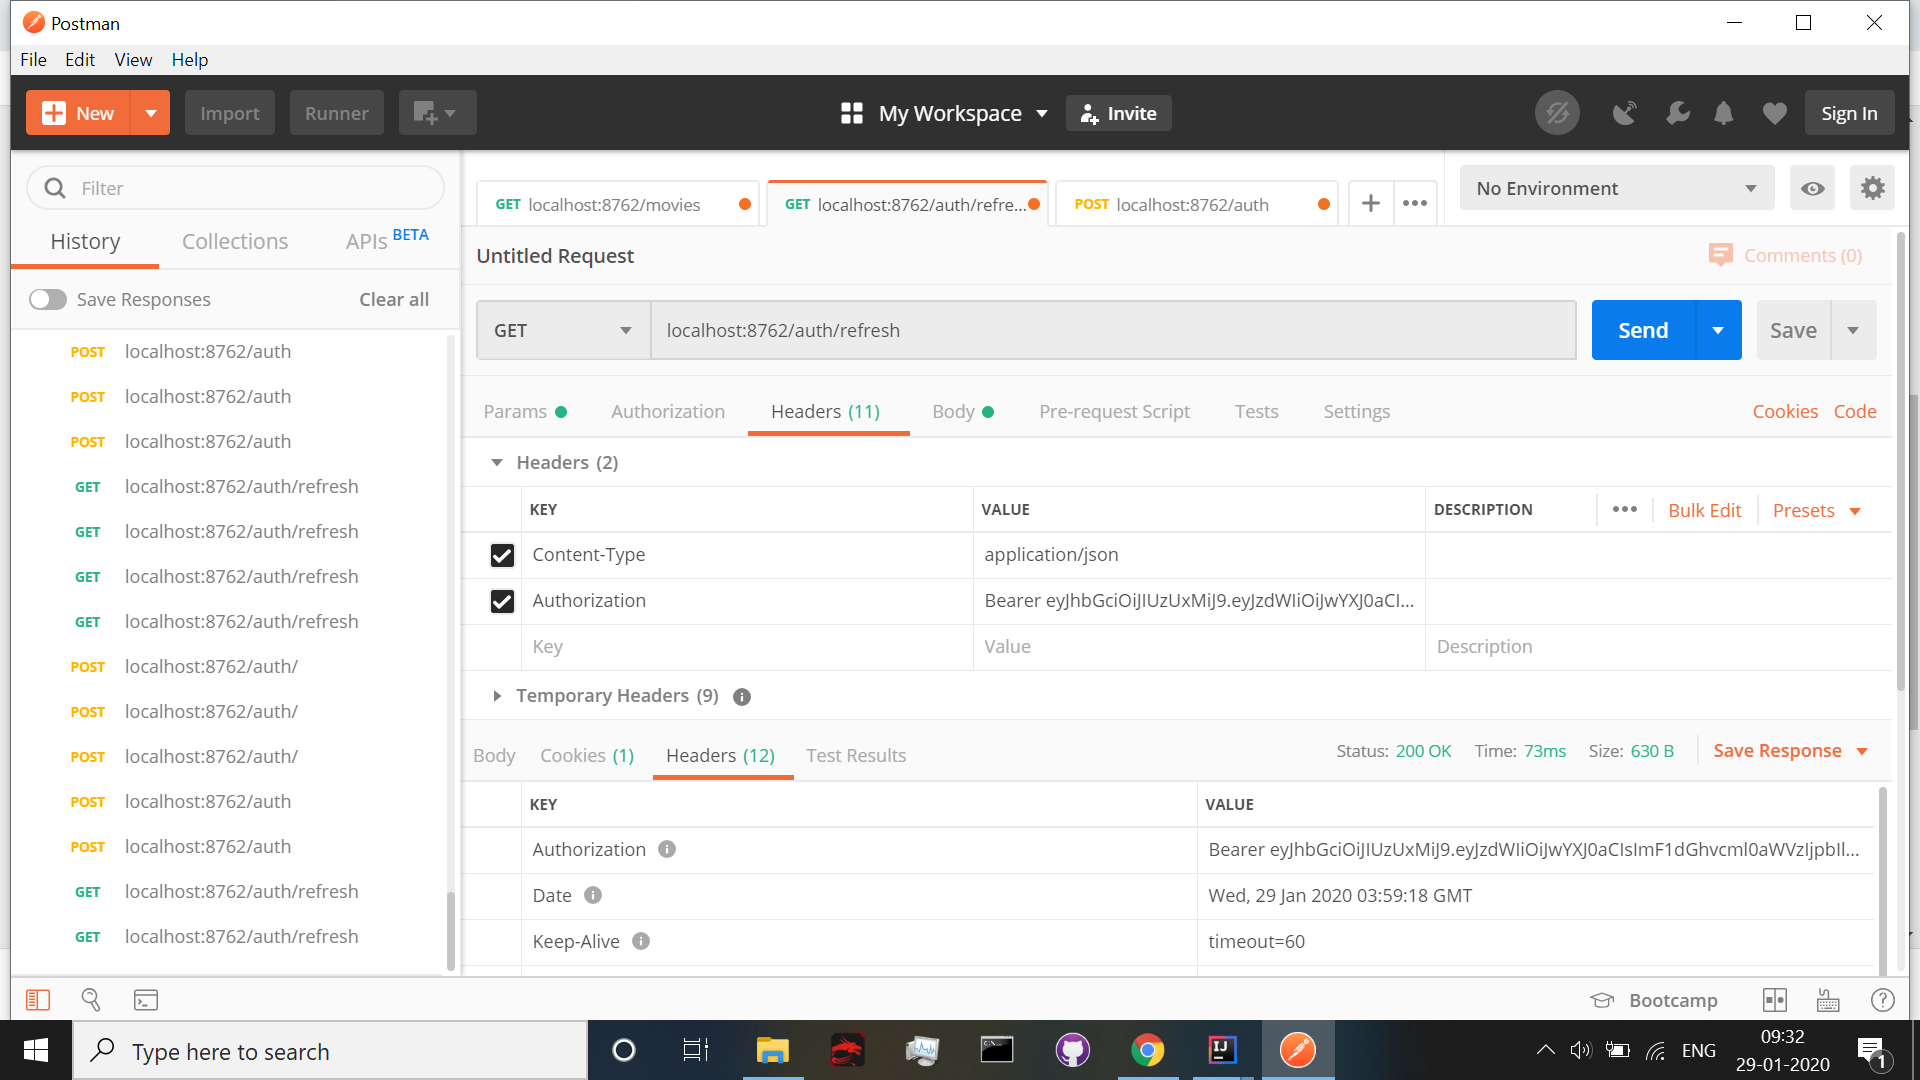 Postman
File Edit View Help
New Import Runner My Workspace Invite Sign In
Filter
History Collections APIs BETA
Save Responses Clear all
POST localhost:8762/auth
POST localhost:8762/auth
POST localhost:8762/auth
GET localhost:8762/auth/refresh
GET localhost:8762/auth/refresh
GET localhost:8762/auth/refresh
GET localhost:8762/auth/refresh
POST localhost:8762/auth/
POST localhost:8762/auth/
POST localhost:8762/auth/
POST localhost:8762/auth
POST localhost:8762/auth
GET localhost:8762/auth/refresh
GET localhost:8762/auth/refresh
GET localhost:8762/movies GET localhost:8762/auth/refre... POST localhost:8762/auth No Environment
Untitled Request Comments (0)
GET localhost:8762/auth/refresh Send Save
Params Authorization Headers (11) Body Pre-request Script Tests Settings Cookies Code
Headers (2)
KEY VALUE DESCRIPTION Bulk Edit Presets
Content-Type application/json
Authorization Bearer eyJhbGciOiJIUzUxMiJ9.eyJzdWIiOiJwYXJ0aCI...
Key Value Description
Temporary Headers (9)
Body Cookies (1) Headers (12) Test Results Status: 200 OK Time: 73ms Size: 630 B Save Response
KEY VALUE
Authorization Bearer eyJhbGciOiJIUzUxMiJ9.eyJzdWIiOiJwYXJ0aCIsImF1dGhvcml0aWVzIjpbIl...
Date Wed, 29 Jan 2020 03:59:18 GMT
Keep-Alive timeout=60
Bootcamp
Type here to search
ENG 09:32
29-01-2020
1